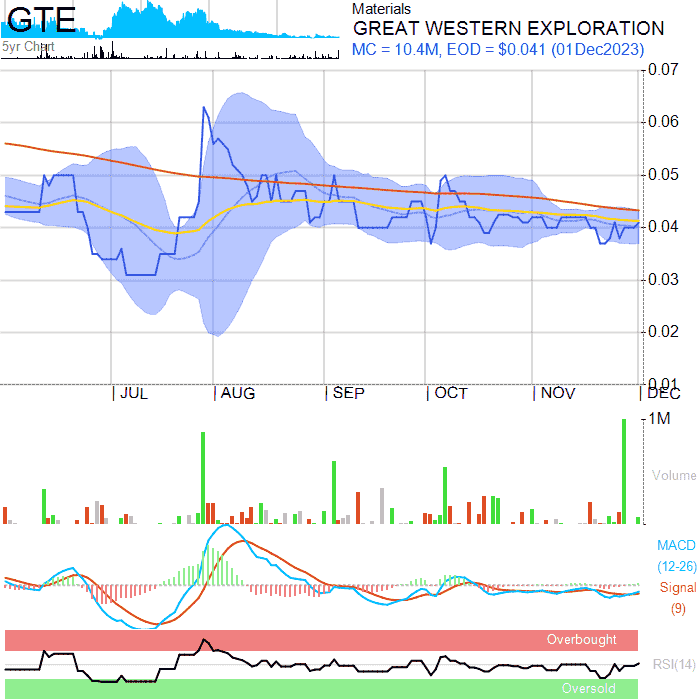 GTE
5yr Chart
Materials
GREAT WESTERN EXPLORATION
MC = 10.4M, EOD = $0.041 (01Dec2023)
0.07
0.06
0.05
0.04
0.03
0.02
0.01
JUL
AUG
SEP
OCT
NOV
DEC
1M
Volume
MACD
(12-26)
Signal
(9)
Overbought
RSI(14)
Oversold